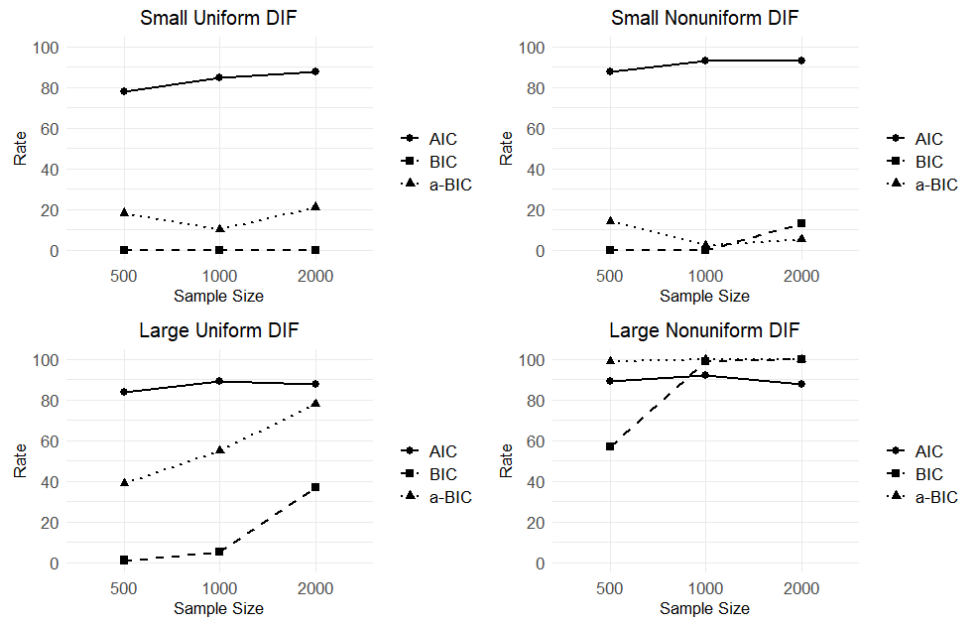 Small Uniform DIF
100
80
60
40
20
0
Rate
500 1000 2000
Sample Size
AIC
BIC
a-BIC
Small Nonuniform DIF
100
80
60
40
20
0
Rate
500 1000 2000
Sample Size
AIC
BIC
a-BIC
Large Uniform DIF
100
80
60
40
20
0
Rate
500 1000 2000
Sample Size
AIC
BIC
a-BIC
Large Nonuniform DIF
100
80
60
40
20
0
Rate
500 1000 2000
Sample Size
AIC
BIC
a-BIC